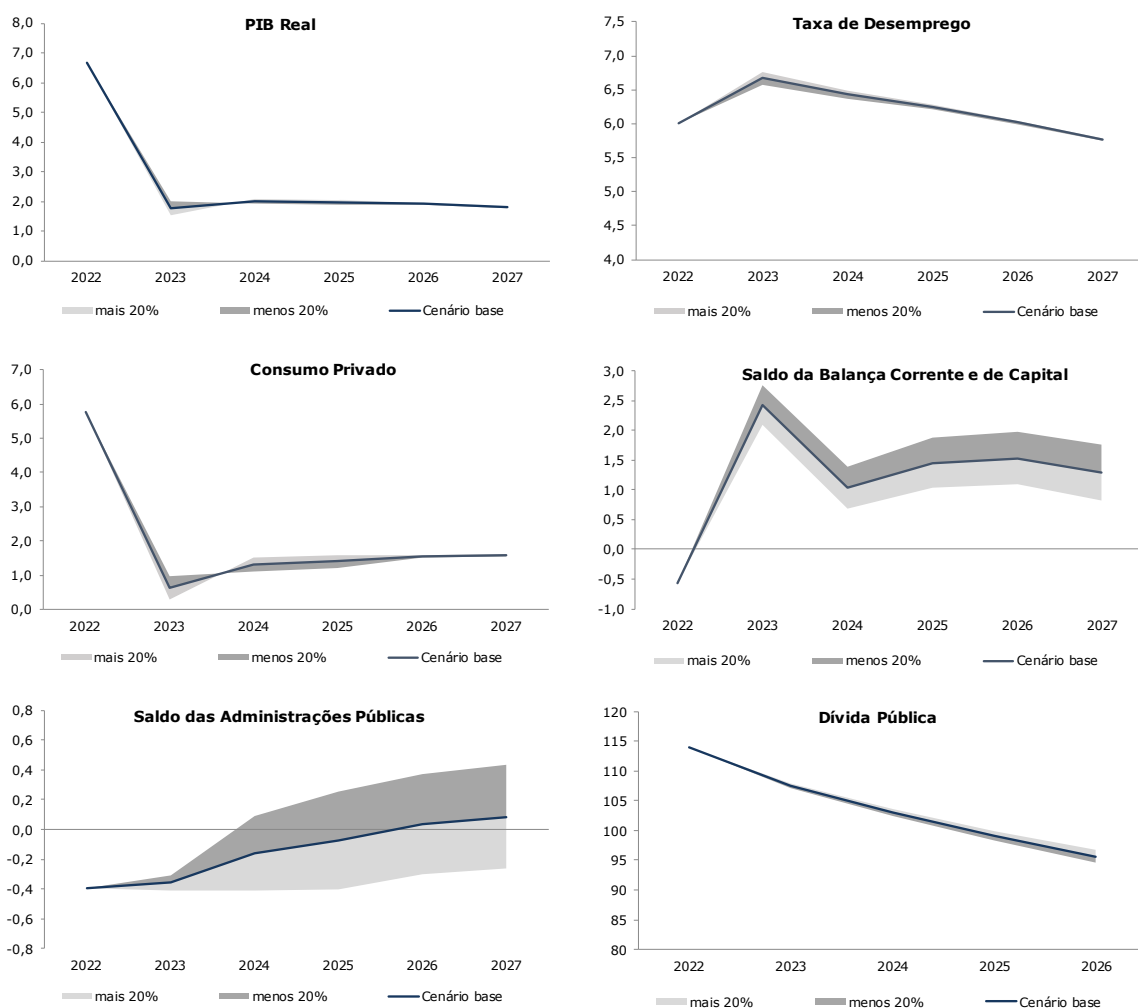 PIB Real
8,0
7,0
6,0
5,0
4,0
3,0
2,0
1,0
0,0
2022 2023 2024 2025 2026 2027
mais 20% menos 20% Cenário base
Taxa de Desemprego
7,5
7,0
6,5
6,0
5,5
5,0
4,5
4,0
2022 2023 2024 2025 2026 2027
mais 20% menos 20% Cenário base
Consumo Privado
7,0
6,0
5,0
4,0
3,0
2,0
1,0
0,0
2022 2023 2024 2025 2026 2027
mais 20% menos 20% Cenário base
Saldo da Balança Corrente e de Capital
3,0
2,5
2,0
1,5
1,0
0,5
0,0
-0,5
-1,0
2022 2023 2024 2025 2026 2027
mais 20% menos 20% Cenário base
Saldo das Administrações Públicas
0,8
0,6
0,4
0,2
0,0
-0,2
-0,4
-0,6
-0,8
2022 2023 2024 2025 2026 2027
mais 20% menos 20% Cenário base
Dívida Pública
120
115
110
105
100
95
90
85
80
2022 2023 2024 2025 2026
mais 20% menos 20% Cenário base